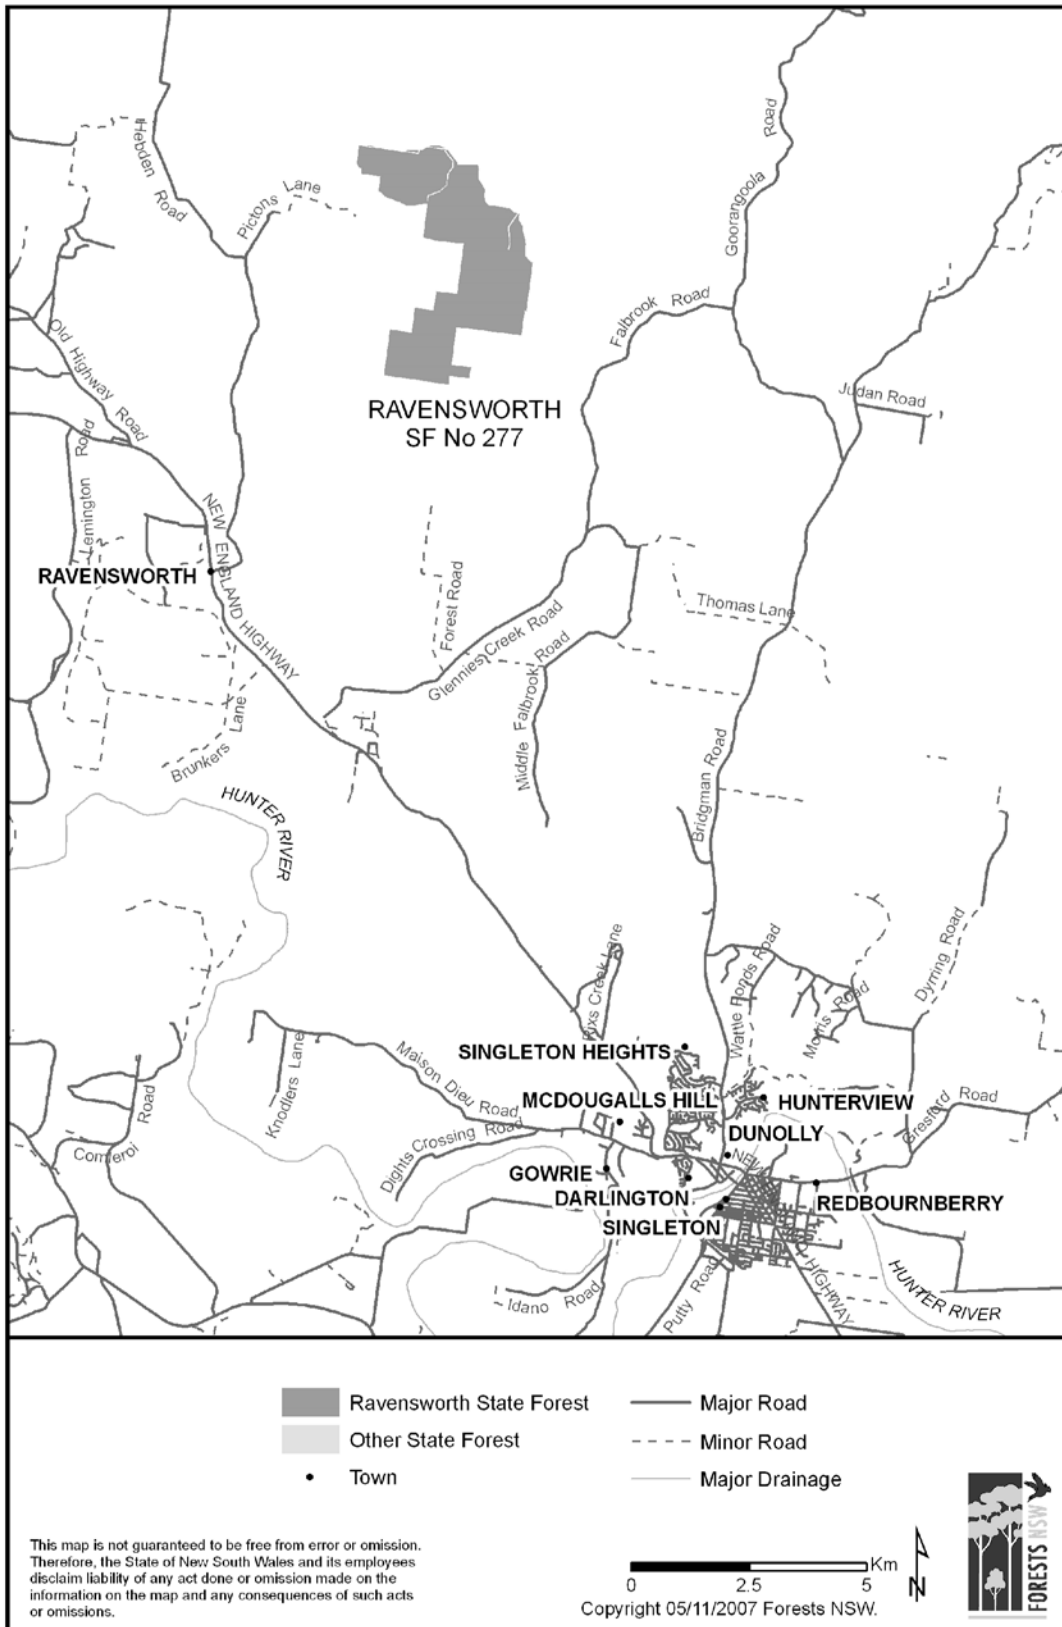 Hebden Road
Pictons Lane
Goorangoola Road
Falbrook Road
Old Highway Road
Judan Road
RAVENSWORTH
SF No 277
Lemington Road
NEW ENGLAND HIGHWAY
RAVENSWORTH
Forest Road
Glennies Creek Road
Thomas Lane
Middle Falbrook Road
Brunkers Lane
Bridgman Road
HUNTER RIVER
Rixs Creek Lane
Wattle Ponds Road
Morris Road
Dyrring Road
Knodlers Lane
Maison Dieu Road
SINGLETON HEIGHTS
MCDOUGALLS HILL
HUNTERVIEW
Gresford Road
Comleroi Road
Dights Crossing Road
DUNOLLY
NEW
GOWRIE
DARLINGTON
SINGLETON
REDBOURNBERRY
Idano Road
Putty Road
HIGHWAY
HUNTER RIVER
Ravensworth State Forest
Other State Forest
Town
Major Road
Minor Road
Major Drainage
This map is not guaranteed to be free from error or omission.
Therefore, the State of New South Wales and its employees
disclaim liability of any act done or omission made on the
information on the map and any consequences of such acts
or omissions.
Km
0 2.5 5
Copyright 05/11/2007 Forests NSW.
N
FORESTS NSW